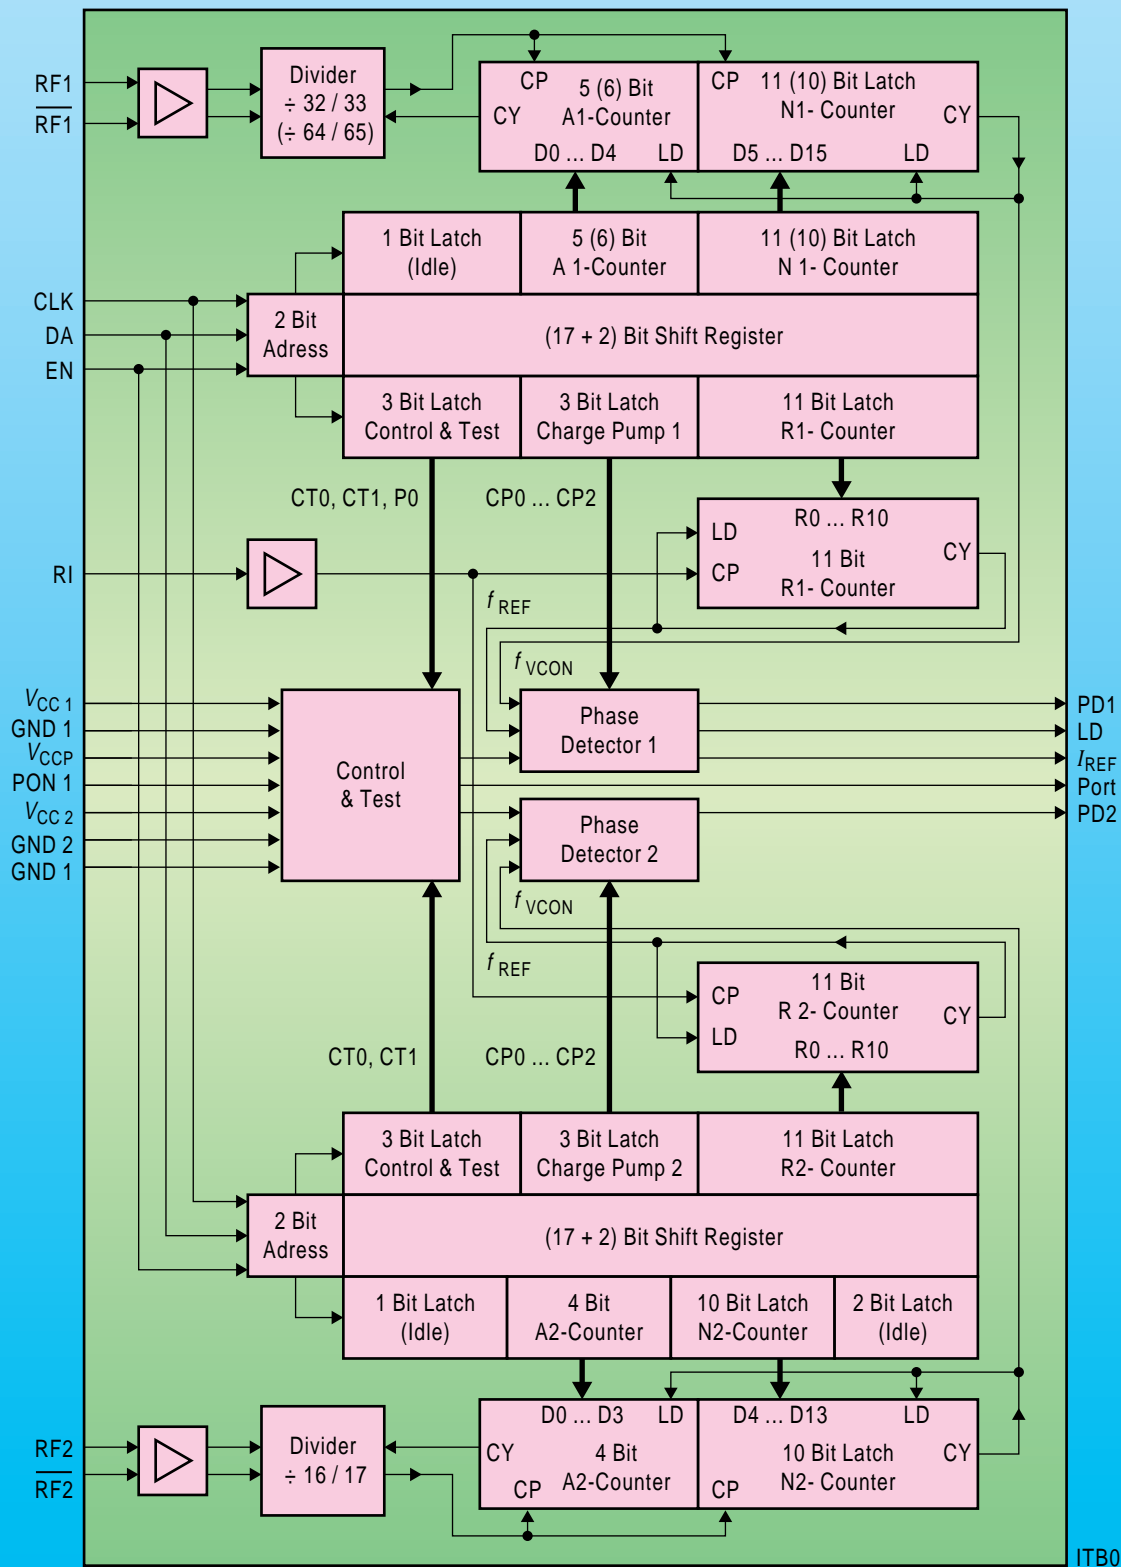 RF1
RF1
Divider
÷ 32 / 33
(÷ 64 / 65)
CP
5 (6) Bit
A1-Counter
CY
D0 ... D4
LD
CP
11 (10) Bit Latch
N1- Counter
CY
D5 ... D15
LD
1 Bit Latch
(Idle)
5 (6) Bit
A 1-Counter
11 (10) Bit Latch
N 1- Counter
CLK
DA
EN
2 Bit
Adress
(17 + 2) Bit Shift Register
3 Bit Latch
Control & Test
3 Bit Latch
Charge Pump 1
11 Bit Latch
R1- Counter
CT0, CT1, P0
CP0 ... CP2
R0 ... R10
LD
11 Bit
R1- Counter
CY
CP
RI
fREF
fVCON
VCC 1
GND 1
VCCP
PON 1
VCC 2
GND 2
GND 1
Control
& Test
Phase
Detector 1
Phase
Detector 2
PD1
LD
IREF
Port
PD2
fVCON
fREF
CP
11 Bit
R 2- Counter
CY
LD
R0 ... R10
CT0, CT1
CP0 ... CP2
3 Bit Latch
Control & Test
3 Bit Latch
Charge Pump 2
11 Bit Latch
R2- Counter
2 Bit
Adress
(17 + 2) Bit Shift Register
1 Bit Latch
(Idle)
4 Bit
A2-Counter
10 Bit Latch
N2-Counter
2 Bit Latch
(Idle)
RF2
RF2
Divider
÷ 16 / 17
D0 ... D3
LD
CY
4 Bit
A2-Counter
CP
D4 ... D13
LD
10 Bit Latch
N2- Counter
CY
CP
ITB0